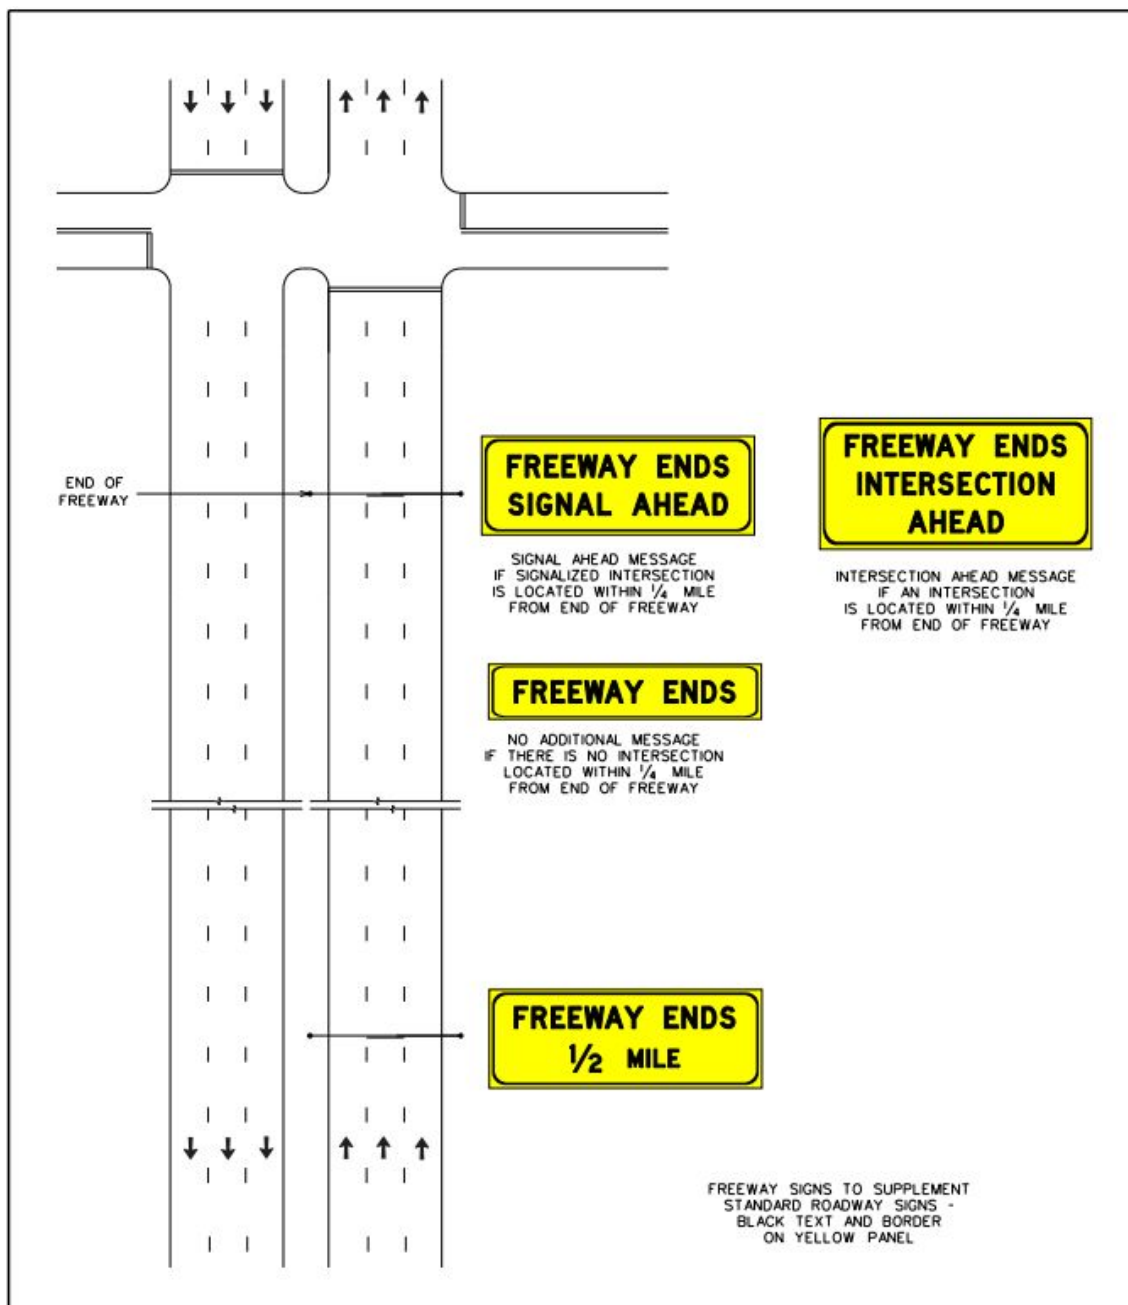 FREEWAY ENDS
SIGNAL AHEAD
FREEWAY ENDS
INTERSECTION
AHEAD
END OF
FREEWAY
SIGNAL AHEAD MESSAGE
IF SIGNALIZED INTERSECTION
IS LOCATED WITHIN 1/4 MILE
FROM END OF FREEWAY
INTERSECTION AHEAD MESSAGE
IF AN INTERSECTION
IS LOCATED WITHIN 1/4 MILE
FROM END OF FREEWAY
FREEWAY ENDS
NO ADDITIONAL MESSAGE
IF THERE IS NO INTERSECTION
LOCATED WITHIN 1/4 MILE
FROM END OF FREEWAY
FREEWAY ENDS
1/2 MILE
FREEWAY SIGNS TO SUPPLEMENT
STANDARD ROADWAY SIGNS -
BLACK TEXT AND BORDER
ON YELLOW PANEL